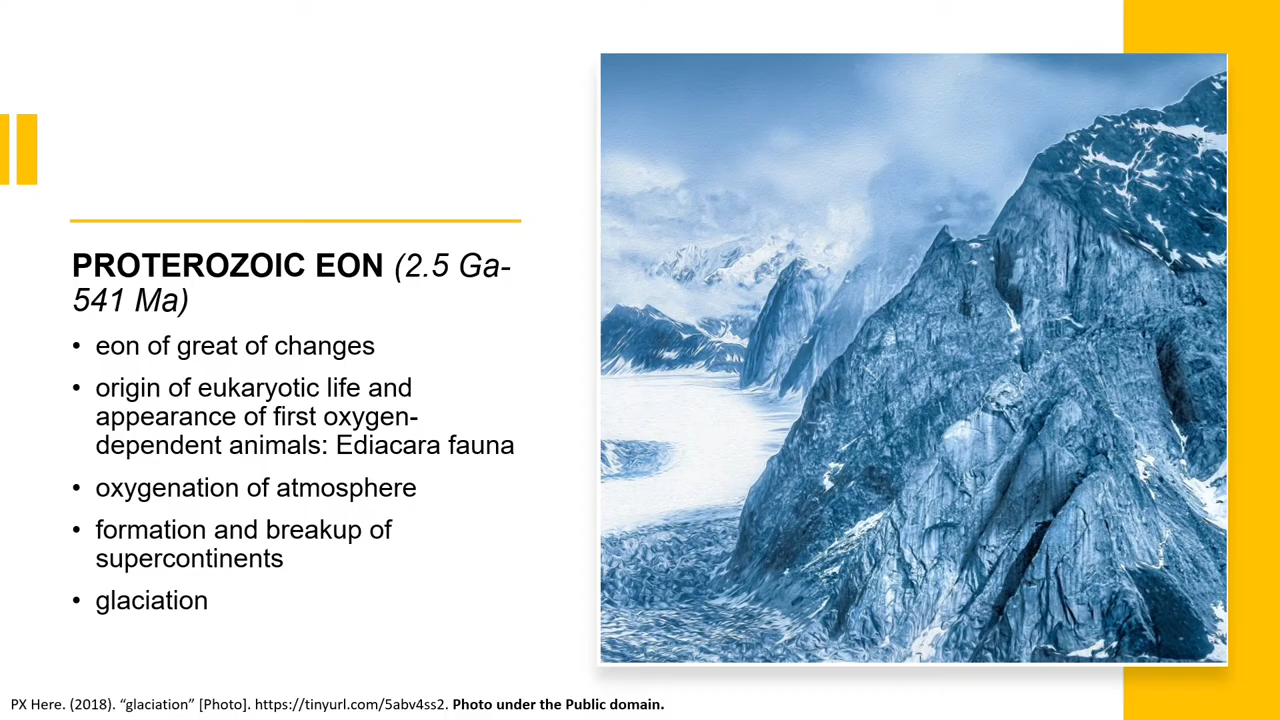 PROTEROZOIC EON (2.5 Ga-
541 Ma)
• eon of great of changes
• origin of eukaryotic life and
appearance of first oxygen-
dependent animals: Ediacara fauna
• oxygenation of atmosphere
• formation and breakup of
supercontinents
• glaciation
PX Here. (2018). “glaciation” [Photo]. https://tinyurl.com/5abv4ss2. Photo under the Public domain.